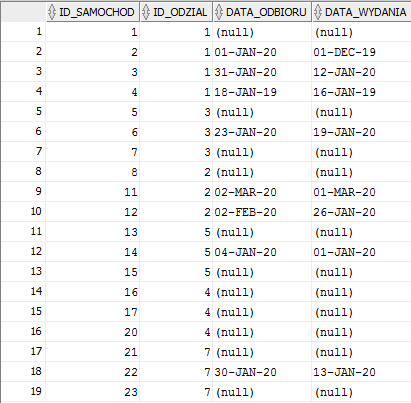 ID_SAMOCHOD ID_ODZIAL DATA_ODBIORU DATA_WYDANIA
1 1 1 (null) (null)
2 2 1 01-JAN-20 01-DEC-19
3 3 1 31-JAN-20 12-JAN-20
4 4 1 18-JAN-19 16-JAN-19
5 5 3 (null) (null)
6 6 3 23-JAN-20 19-JAN-20
7 7 3 (null) (null)
8 8 2 (null) (null)
9 11 2 02-MAR-20 01-MAR-20
10 12 2 02-FEB-20 26-JAN-20
11 13 5 (null) (null)
12 14 5 04-JAN-20 01-JAN-20
13 15 5 (null) (null)
14 16 4 (null) (null)
15 17 4 (null) (null)
16 20 4 (null) (null)
17 21 7 (null) (null)
18 22 7 30-JAN-20 13-JAN-20
19 23 7 (null) (null)